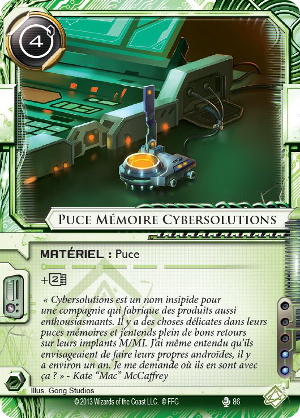 4
PUCE MÉMOIRE CYBERSOLUTIONS
MATÉRIEL : Puce
+2
« Cybersolutions est un nom insipide pour
une compagnie qui fabrique des produits aussi
enthousiasmants. Il y a des choses délicates dans leurs
puces mémoires et j'entends plein de bons retours
sur leurs implants M/MI. J'ai même entendu qu'ils
envisageaient de faire leurs propres androïdes, il y
a environ un an. Je me demande où ils en sont avec
ça ? » - Kate "Mac" McCaffrey
Illus. Gong Studios
© 2013 Wizards of the Coast LLC. © FFG
86